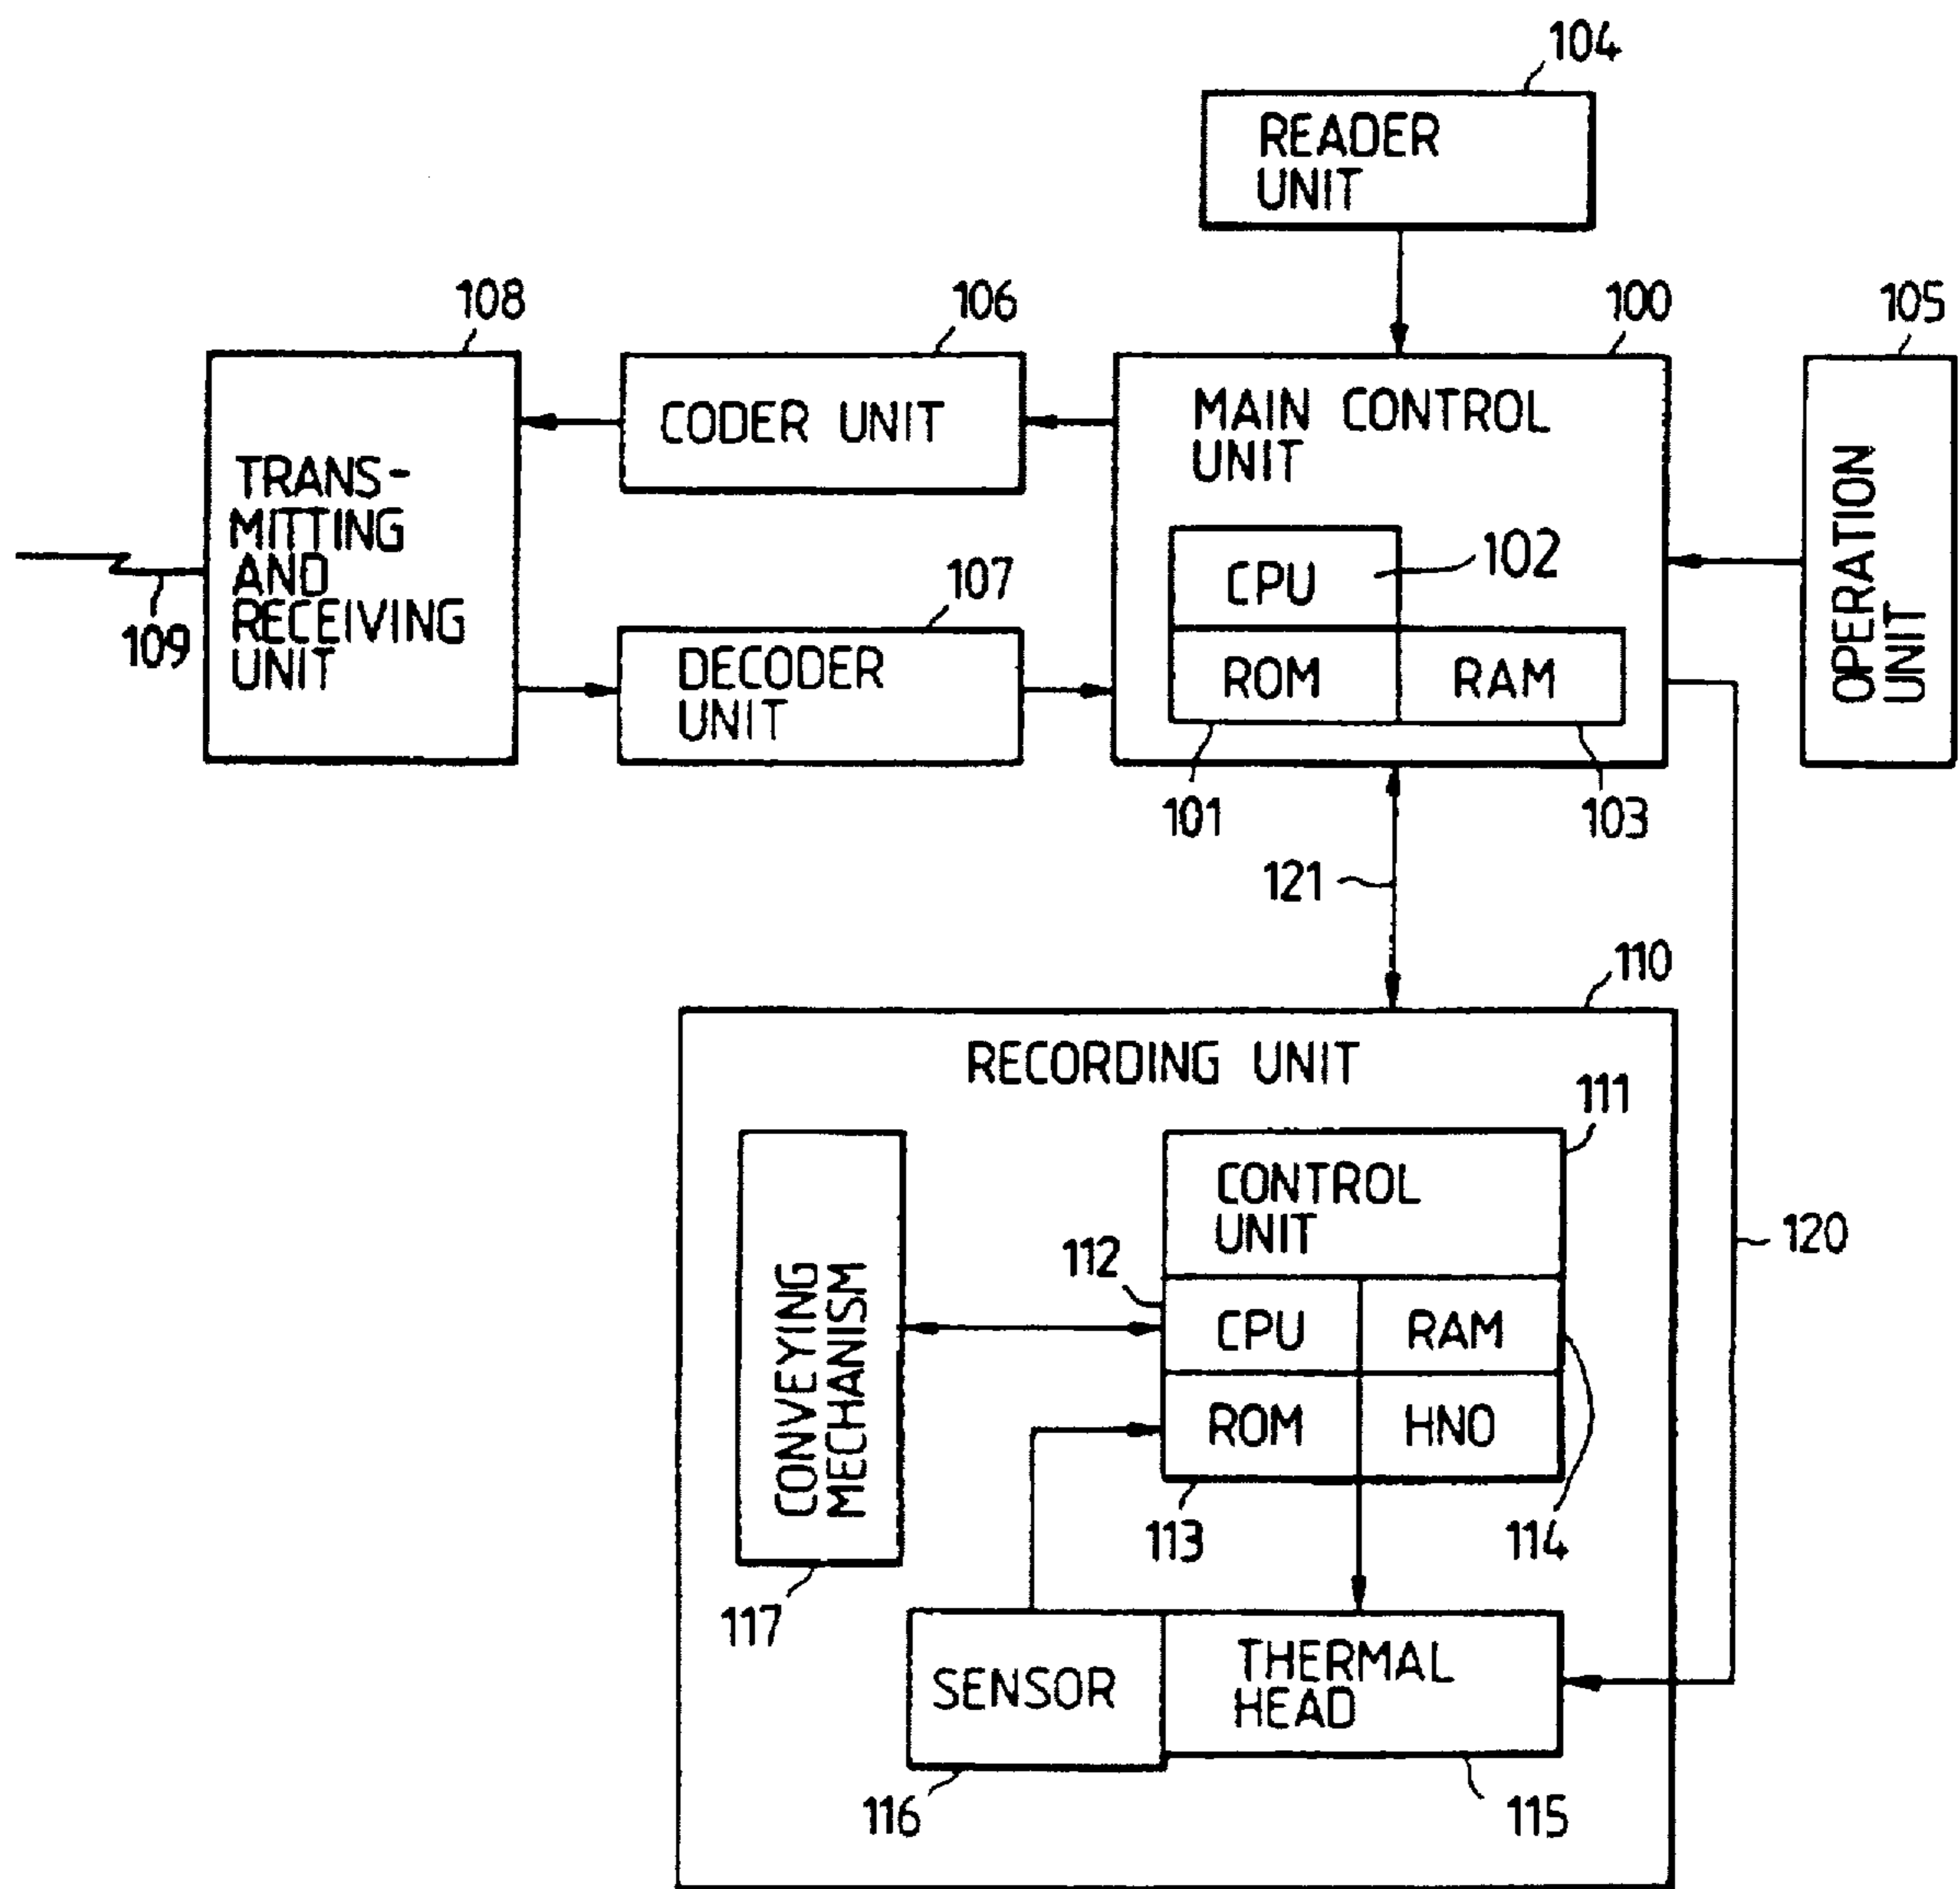 104
READER
UNIT
108
106
100
105
TRANS-
MITTING
AND
RECEIVING
UNIT
CODER UNIT
MAIN CONTROL
UNIT
OPERATION
UNIT
102
CPU
ROM
RAM
109
107
DECODER
UNIT
101
103
121
110
RECORDING UNIT
111
CONTROL
UNIT
120
112
CPU
RAM
CONVEYING
MECHANISM
ROM
HNO
113
114
117
SENSOR
THERMAL
HEAD
116
115